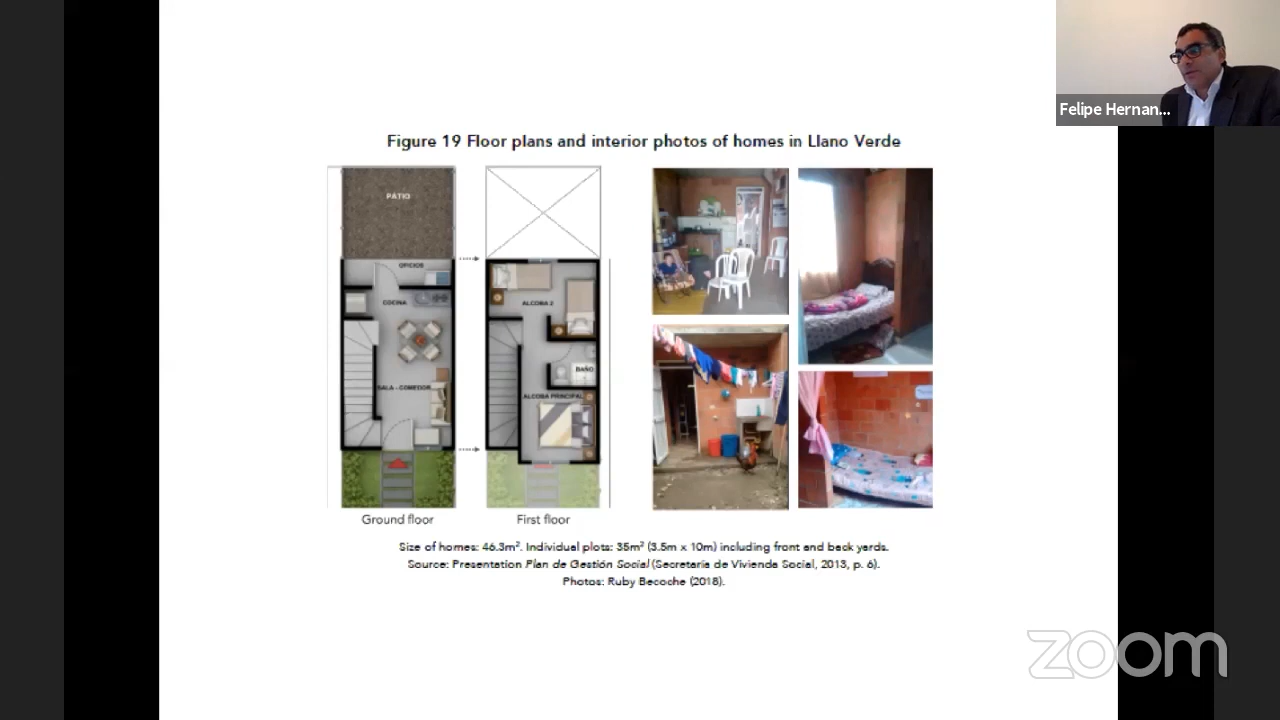 Felipe Hernan...
Figure 19 Floor plans and interior photos of homes in Llano Verde
PATIO
OFICIOS
COCINA
SALA - COMEDOR
ALCOBA 2
BAÑO
ALCOBA PRINCIPAL
Ground floor
First floor
Size of homes: 46.3m². Individual plots: 35m² (3.5m x 10m) including front and back yards.
Source: Presentation Plan de Gestión Social (Secretaría de Vivienda Social, 2013, p. 6).
Photos: Ruby Becoche (2018).
zoom